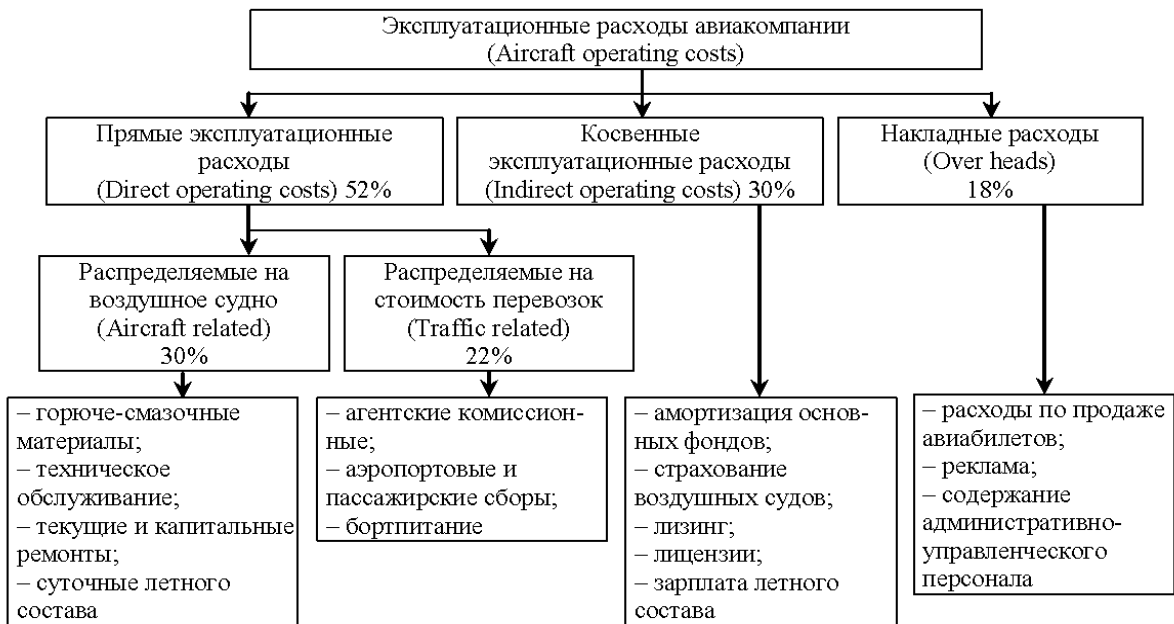 Эксплуатационные расходы авиакомпании
(Aircraft operating costs)
Прямые эксплуатационные
расходы
(Direct operating costs) 52%
Косвенные
эксплуатационные расходы
(Indirect operating costs) 30%
Накладные расходы
(Over heads)
18%
Распределяемые на
воздушное судно
(Aircraft related)
30%
Распределяемые на
стоимость перевозок
(Traffic related)
22%
– горюче-смазочные
материалы;
– техническое
обслуживание;
– текущие и капитальные
ремонты;
– суточные летного
состава
– агентские комиссион-
ные;
– аэропортовые и
пассажирские сборы;
– бортпитание
– амортизация основ-
ных фондов;
– страхование
воздушных судов;
– лизинг;
– лицензии;
– зарплата летного
состава
– расходы по продаже
авиабилетов;
– реклама;
– содержание
административно-
управленческого
персонала